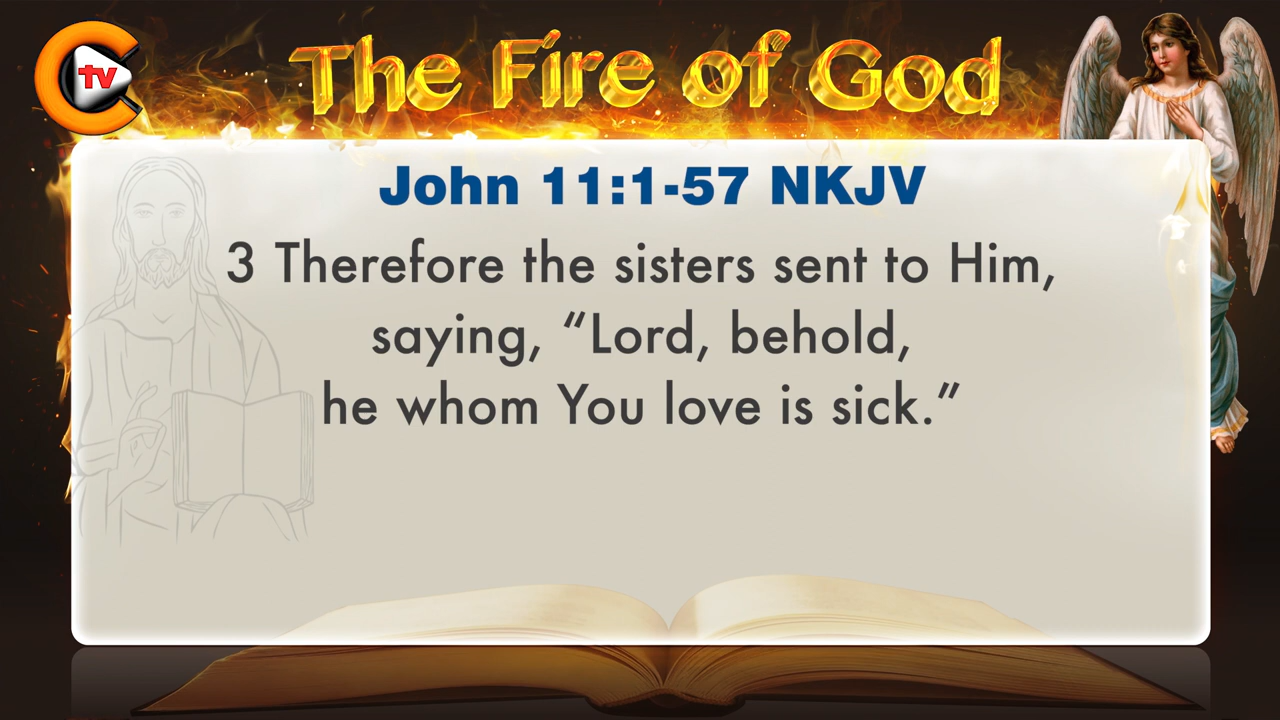 tv
The Fire of God
John 11:1-57 NKJV
3 Therefore the sisters sent to Him,
saying, “Lord, behold,
he whom You love is sick.”